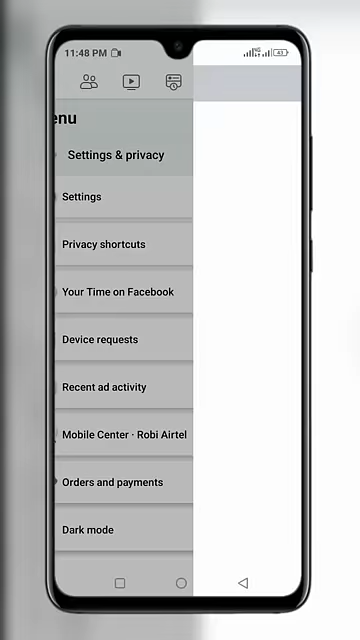 11:48 PM
43
enu
Settings & privacy
Settings
Privacy shortcuts
Your Time on Facebook
Device requests
Recent ad activity
Mobile Center · Robi Airtel
Orders and payments
Dark mode